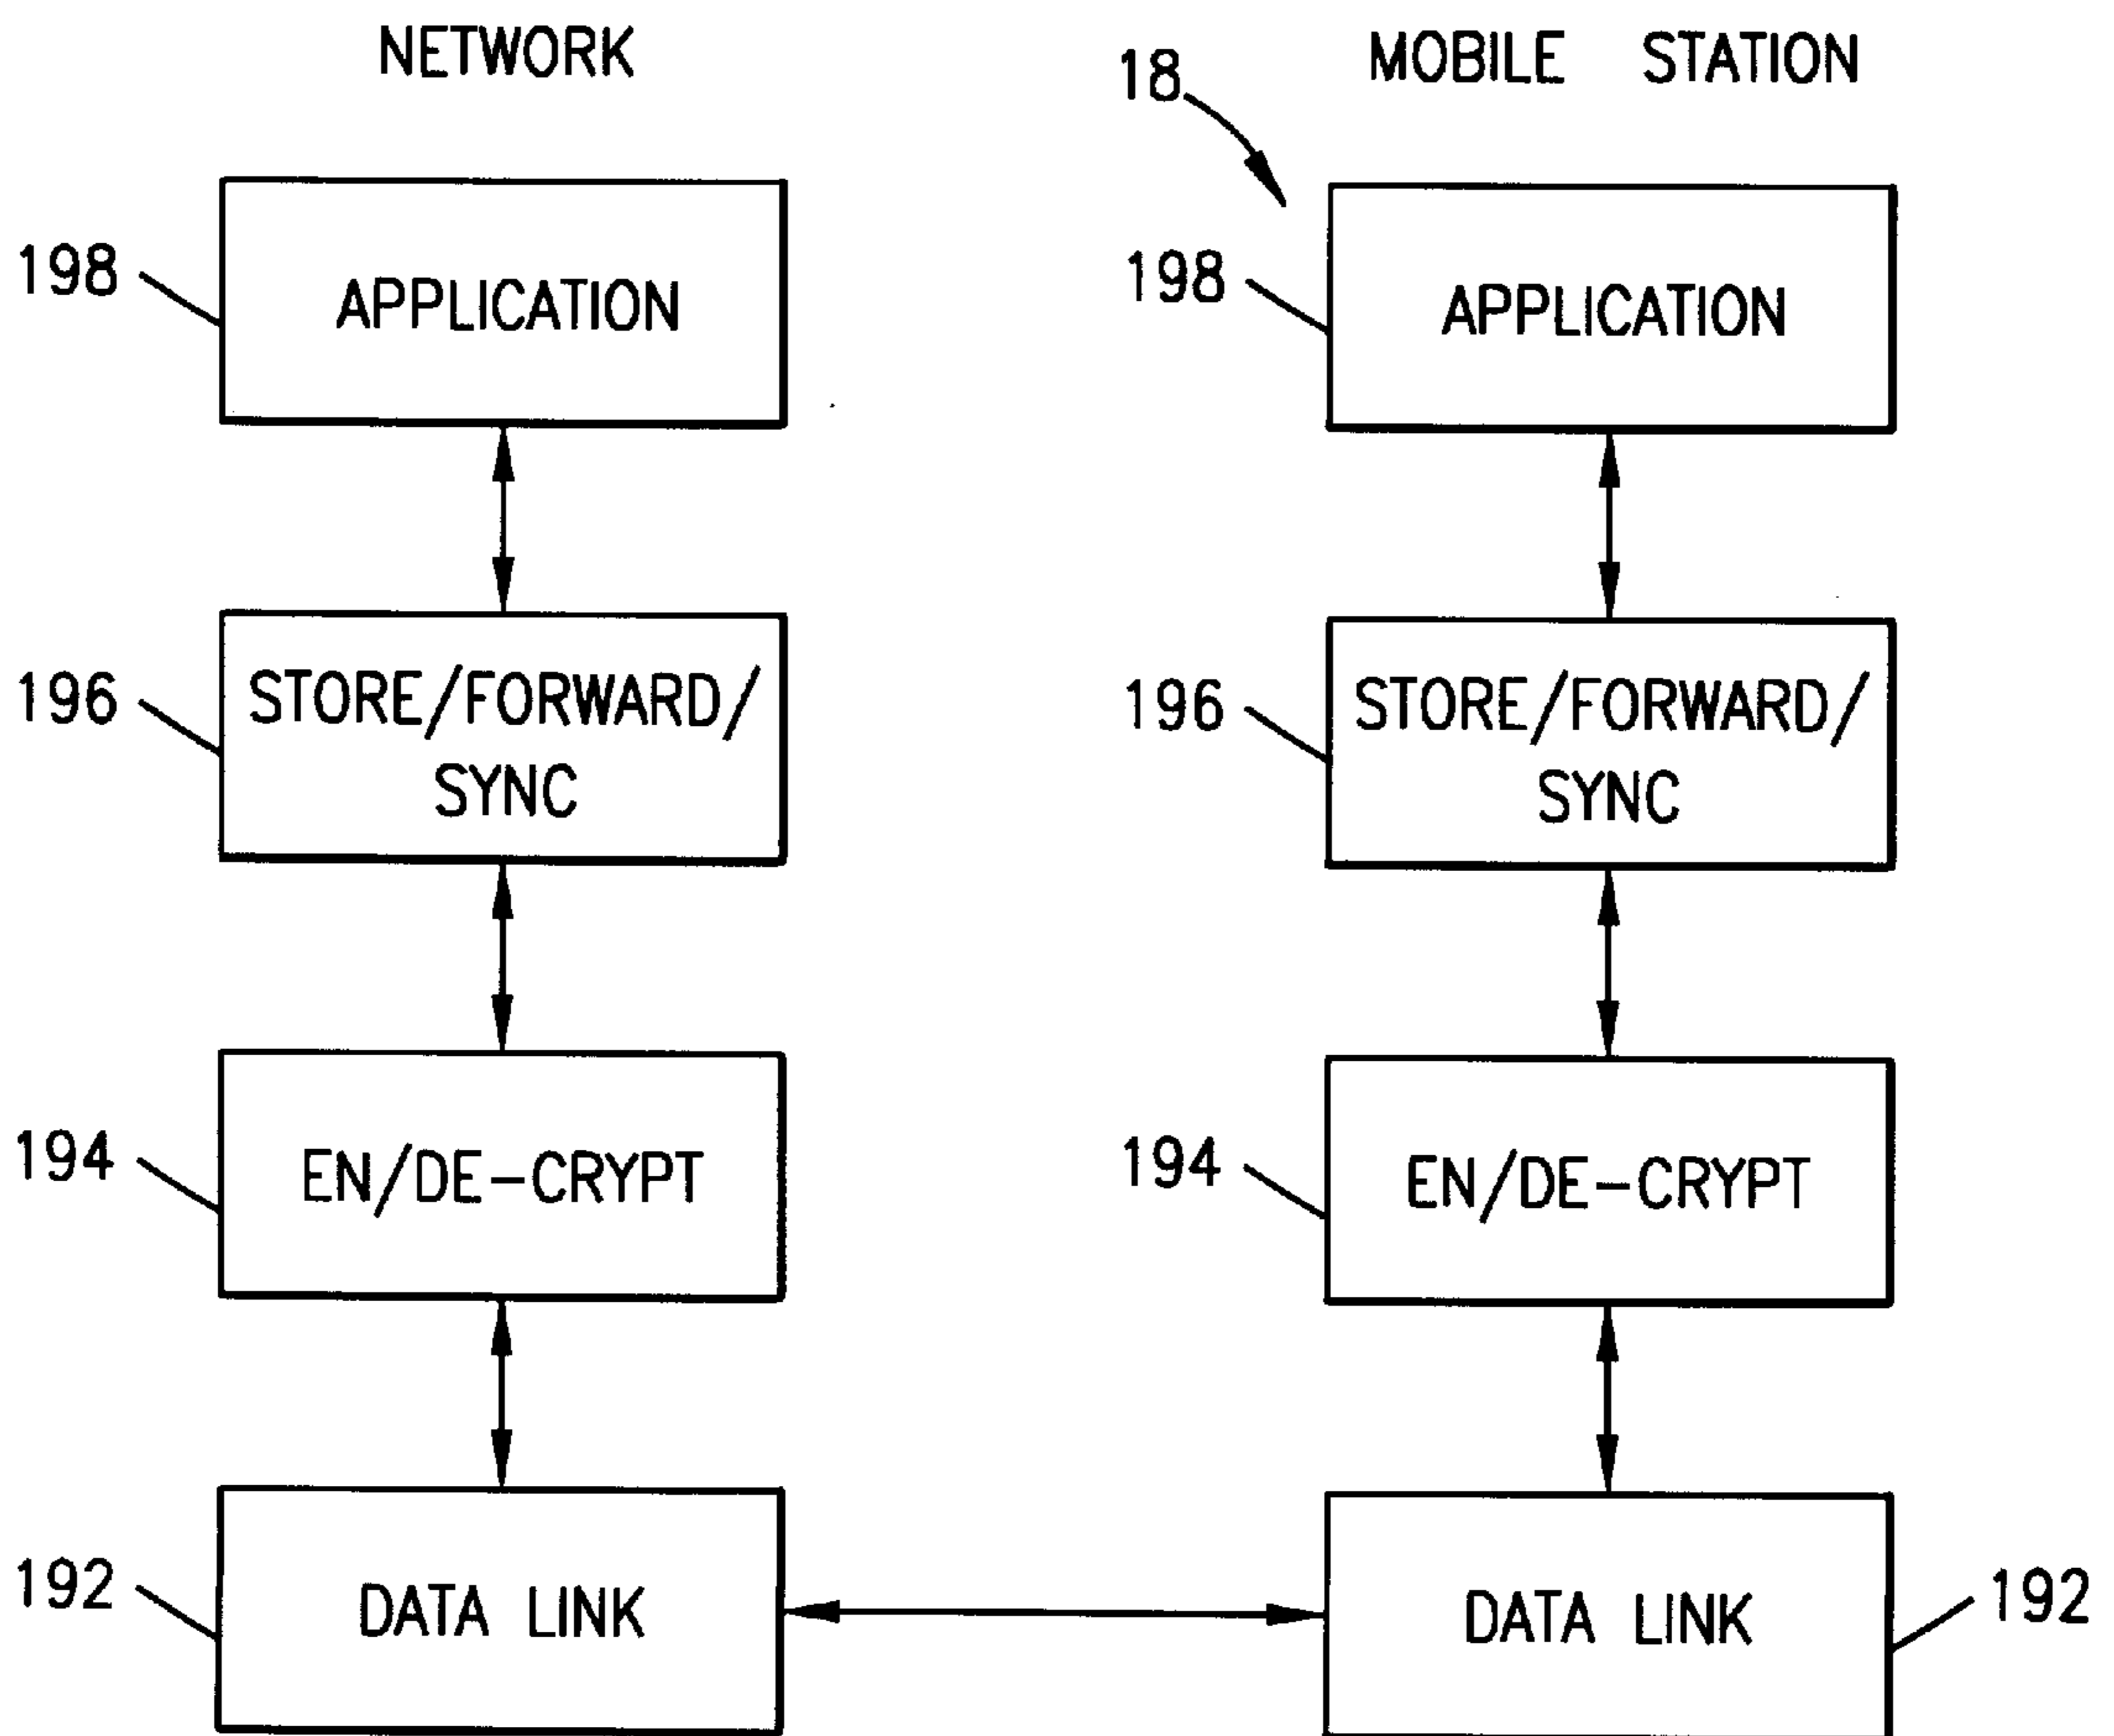 NETWORK
MOBILE STATION
18
198
APPLICATION
198
APPLICATION
196
STORE/FORWARD/
SYNC
196
STORE/FORWARD/
SYNC
194
EN/DE-CRYPT
194
EN/DE-CRYPT
192
DATA LINK
DATA LINK
192